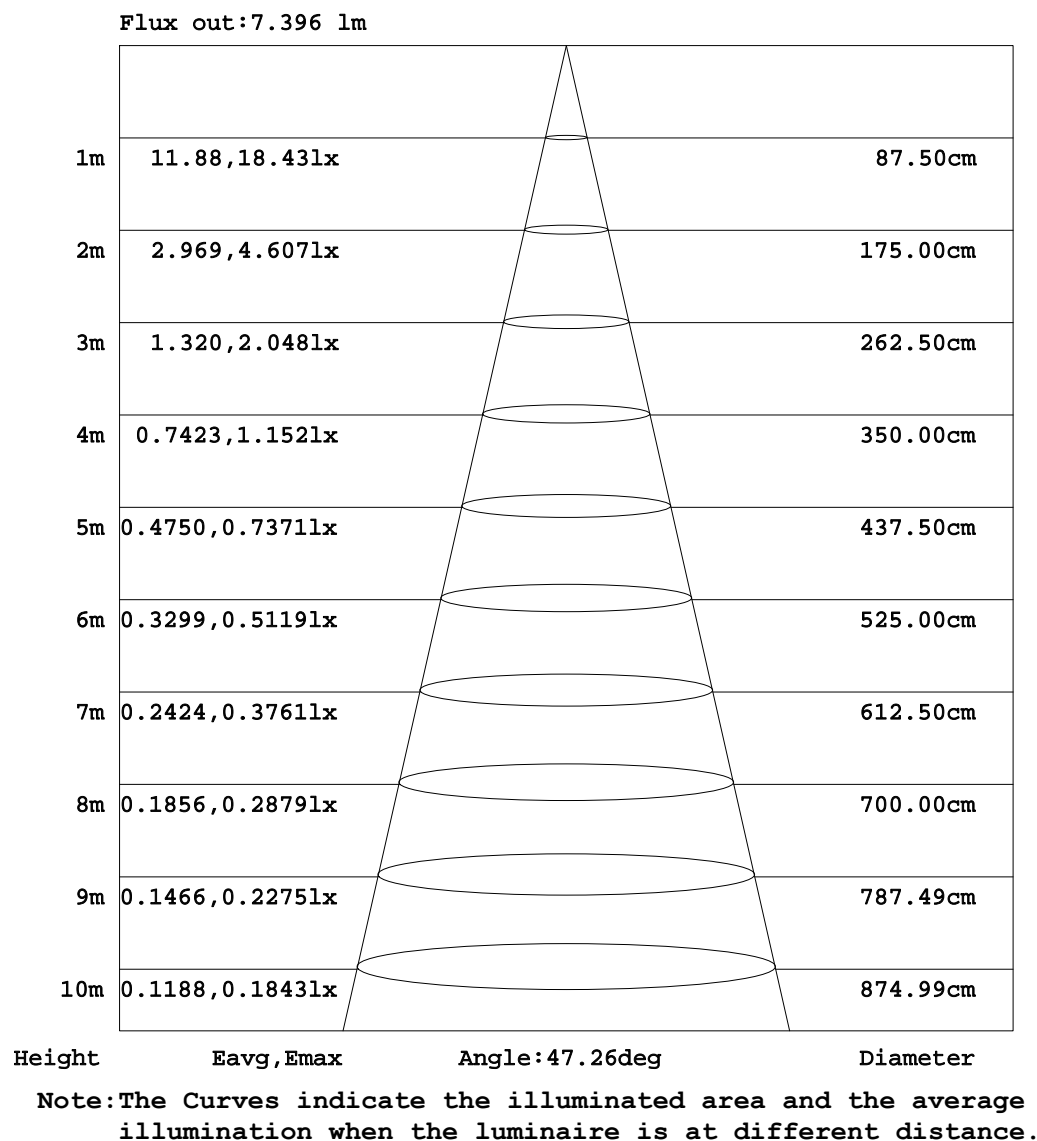 Flux out:7.396 lm
1m 11.88,18.43lx 87.50cm
2m 2.969,4.607lx 175.00cm
3m 1.320,2.048lx 262.50cm
4m 0.7423,1.152lx 350.00cm
5m 0.4750,0.7371lx 437.50cm
6m 0.3299,0.5119lx 525.00cm
7m 0.2424,0.3761lx 612.50cm
8m 0.1856,0.2879lx 700.00cm
9m 0.1466,0.2275lx 787.49cm
10m 0.1188,0.1843lx 874.99cm
Height Eavg,Emax Angle:47.26deg Diameter
Note:The Curves indicate the illuminated area and the average
illumination when the luminaire is at different distance.